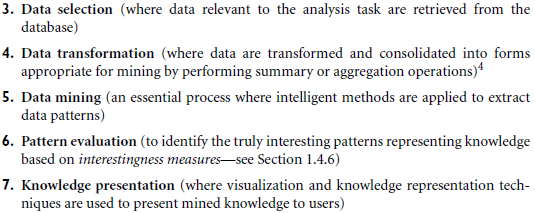 3. Data selection (where data relevant to the analysis task are retrieved from the
database)
4. Data transformation (where data are transformed and consolidated into forms
appropriate for mining by performing summary or aggregation operations)4
5. Data mining (an essential process where intelligent methods are applied to extract
data patterns)
6. Pattern evaluation (to identify the truly interesting patterns representing knowledge
based on interestingness measures—see Section 1.4.6)
7. Knowledge presentation (where visualization and knowledge representation tech-
niques are used to present mined knowledge to users)